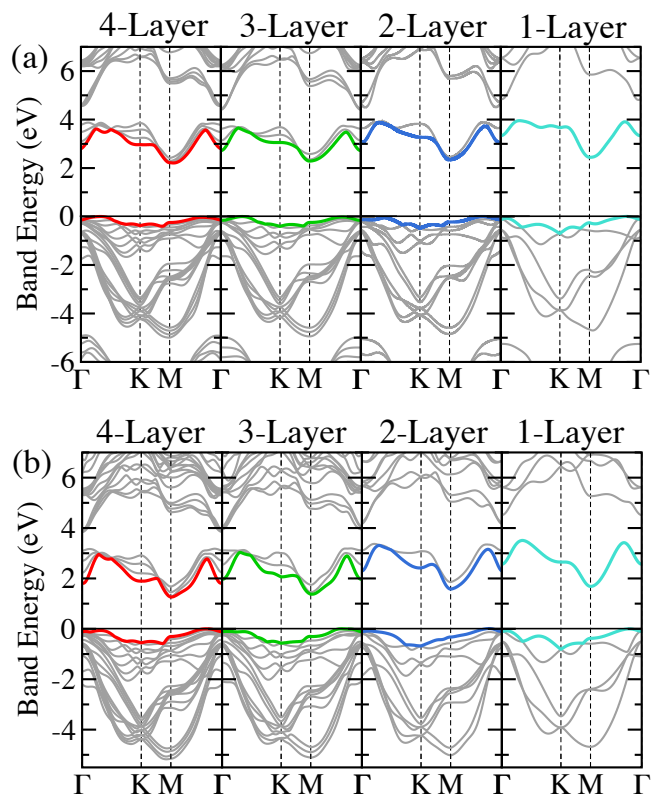 4-Layer 3-Layer 2-Layer 1-Layer
(a)
6
4
2
0
-2
-4
-6
Band Energy (eV)
Γ K M Γ K M Γ K M Γ K M Γ
4-Layer 3-Layer 2-Layer 1-Layer
(b)
6
4
2
0
-2
-4
Band Energy (eV)
Γ K M Γ K M Γ K M Γ K M Γ